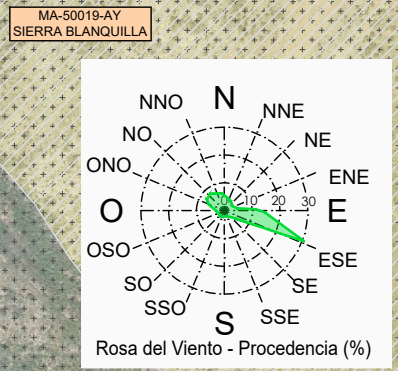 MA-50019-AY
SIERRA BLANQUILLA
N
NNO
NNE
NO
NE
ONO
ENE
O
0 10 20 30
E
OSO
ESE
SO
SE
SSO
SSE
S
Rosa del Viento - Procedencia (%)